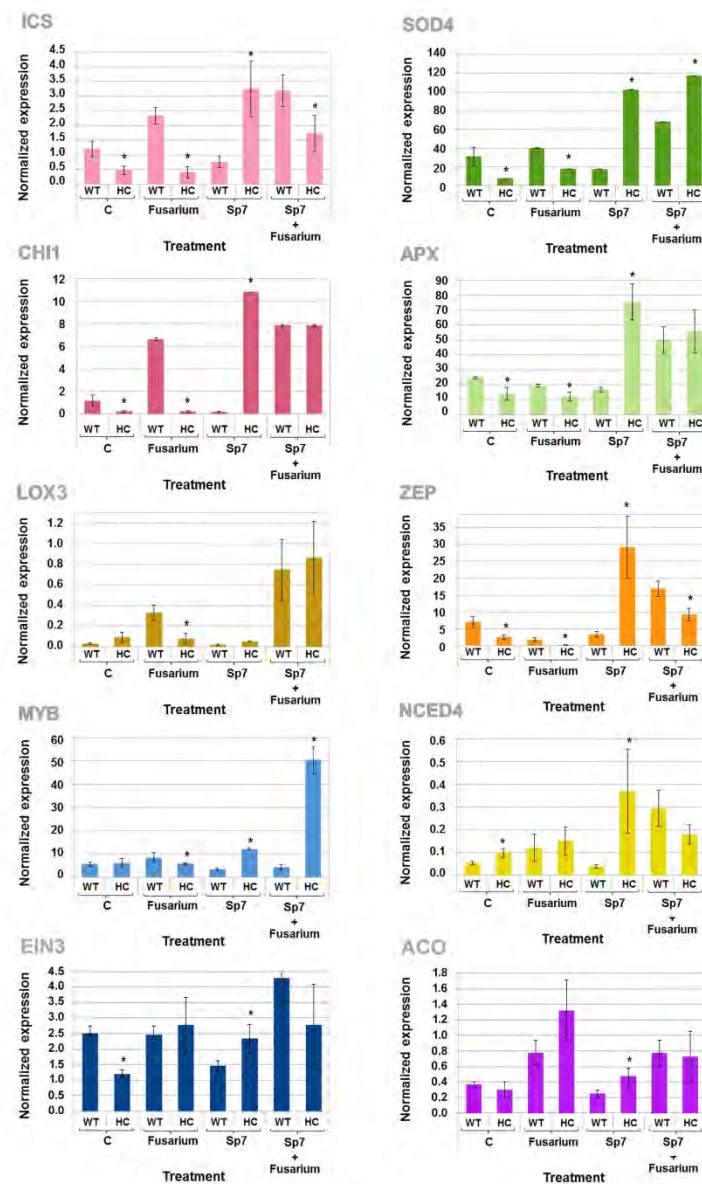 ICS
Normalized expression
4.5
4.0
3.5
3.0
2.5
2.0
1.5
1.0
0.5
0.0
* * * *
WT HC WT HC WT HC WT HC
C Fusarium Sp7 Sp7 + Fusarium
Treatment
SOD4
Normalized expression
140
120
100
80
60
40
20
0
* * * *
WT HC WT HC WT HC WT HC
C Fusarium Sp7 Sp7 + Fusarium
Treatment
CHI1
Normalized expression
12
10
8
6
4
2
0
* * *
WT HC WT HC WT HC WT HC
C Fusarium Sp7 Sp7 + Fusarium
Treatment
APX
Normalized expression
90
80
70
60
50
40
30
20
10
0
* * *
WT HC WT HC WT HC WT HC
C Fusarium Sp7 Sp7 + Fusarium
Treatment
LOX3
Normalized expression
1.2
1.0
0.8
0.6
0.4
0.2
0.0
*
WT HC WT HC WT HC WT HC
C Fusarium Sp7 Sp7 + Fusarium
Treatment
ZEP
Normalized expression
35
30
25
20
15
10
5
0
* * * *
WT HC WT HC WT HC WT HC
C Fusarium Sp7 Sp7 + Fusarium
Treatment
MYB
Normalized expression
60
50
40
30
20
10
0
* * *
WT HC WT HC WT HC WT HC
C Fusarium Sp7 Sp7 + Fusarium
Treatment
NCED4
Normalized expression
0.6
0.4
0.3
0.2
0.1
0.0
* *
WT HC WT HC WT HC WT HC
C Fusarium Sp7 Sp7 + Fusarium
Treatment
EIN3
Normalized expression
4.5
4.0
3.5
3.0
2.5
2.0
1.5
1.0
0.5
0.0
* *
WT HC WT HC WT HC WT HC
C Fusarium Sp7 Sp7 + Fusarium
Treatment
ACO
Normalized expression
1.8
1.6
1.4
1.2
1.0
0.8
0.6
0.4
0.2
0.0
*
WT HC WT HC WT HC WT HC
C Fusarium Sp7 Sp7 + Fusarium
Treatment